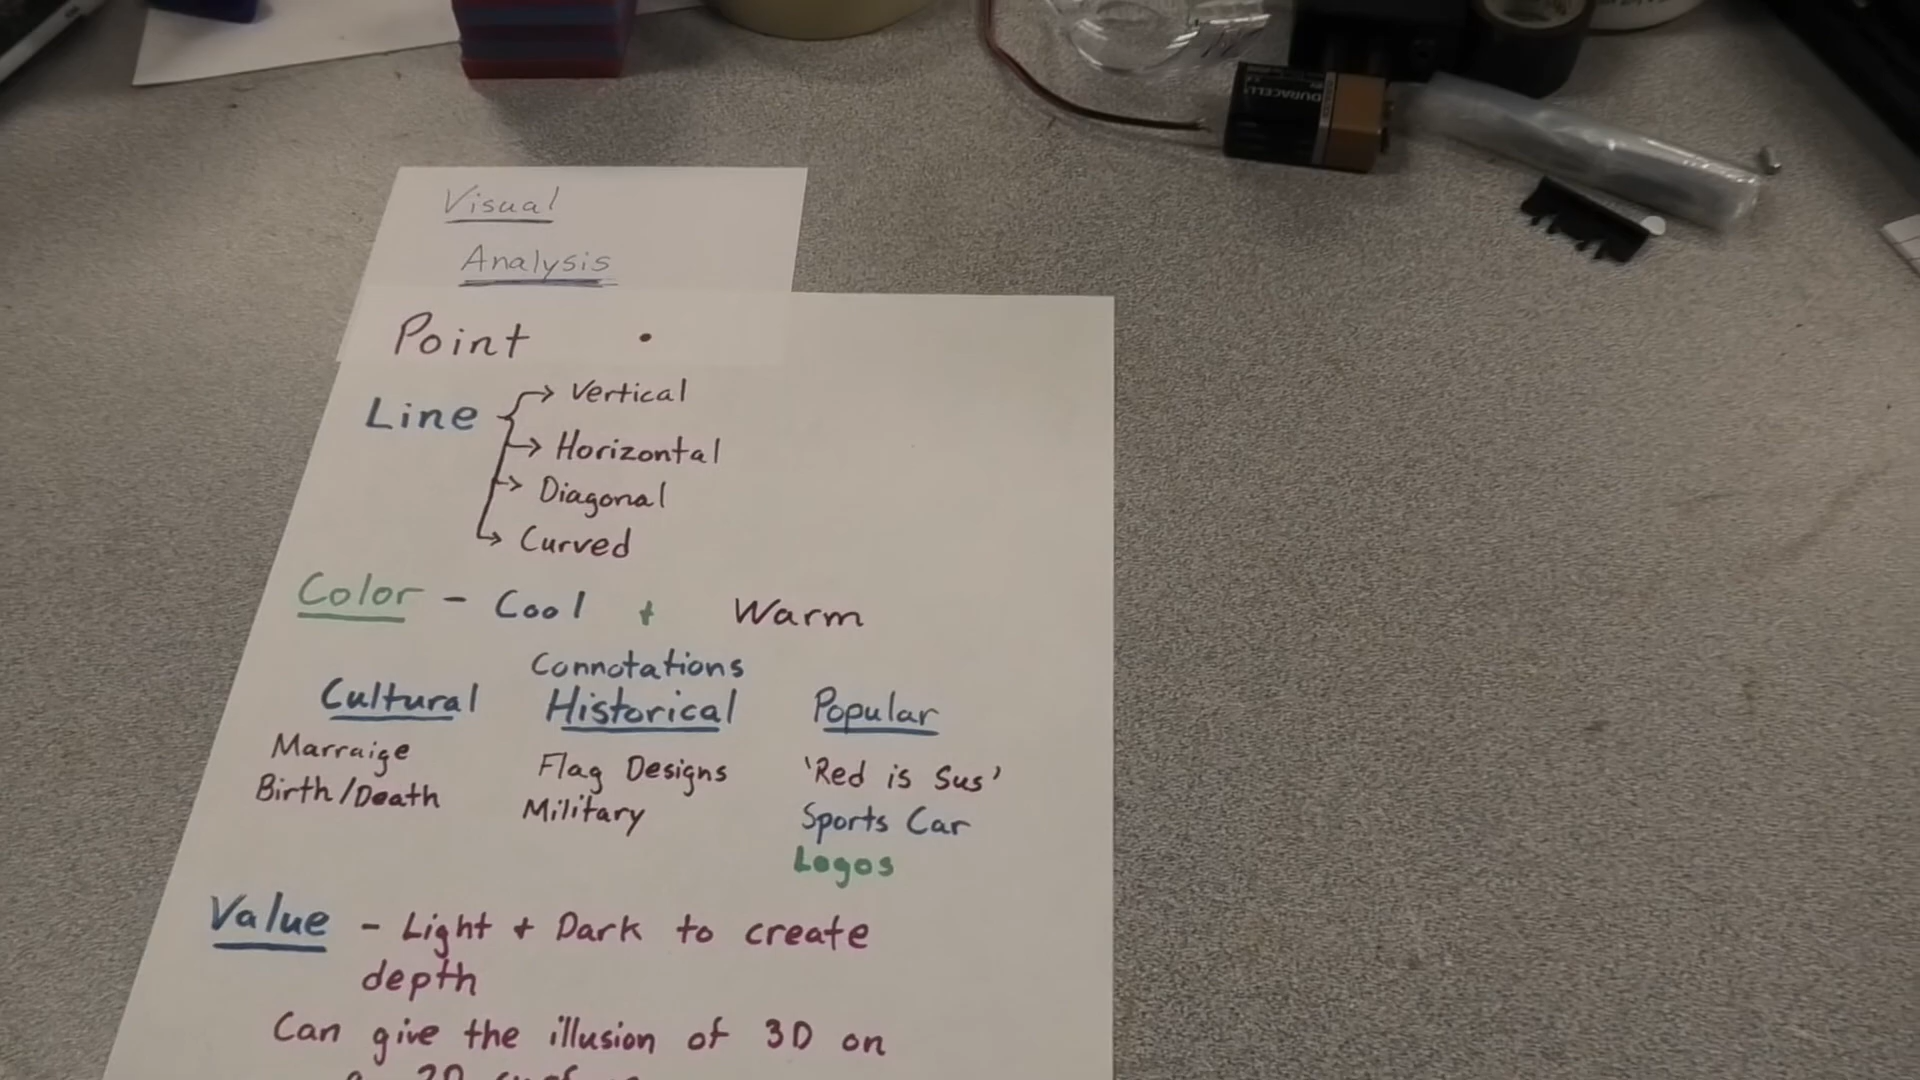 DURACELL
Visual
Analysis
Point
Line
Vertical
Horizontal
Diagonal
Curved
Color - Cool + Warm
Connotations
Cultural Historical Popular
Marraige Flag Designs 'Red is Sus'
Birth/Death Military Sports Car
Logos
Value - Light + Dark to create
depth
Can give the illusion of 3D on
a 2D